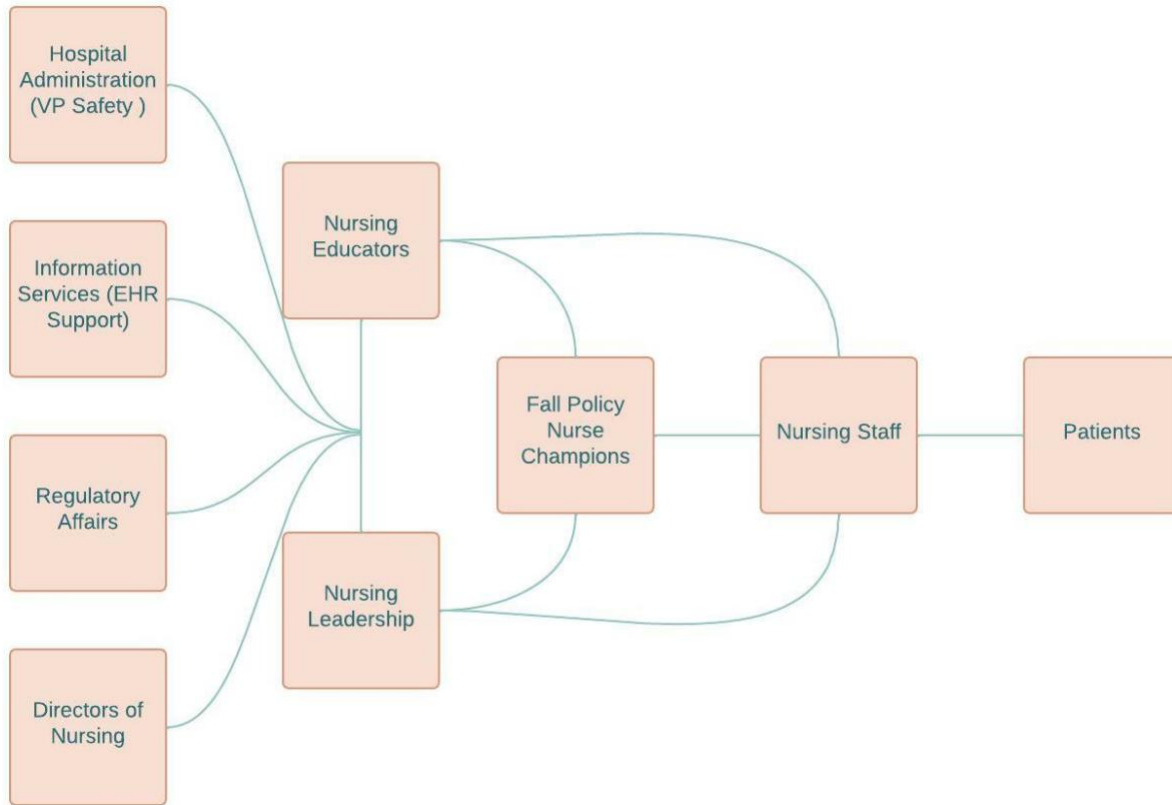 Hospital
Administration
(VP Safety )
Information
Services (EHR
Support)
Regulatory
Affairs
Directors of
Nursing
Nursing
Educators
Nursing
Leadership
Fall Policy
Nurse
Champions
Nursing Staff
Patients